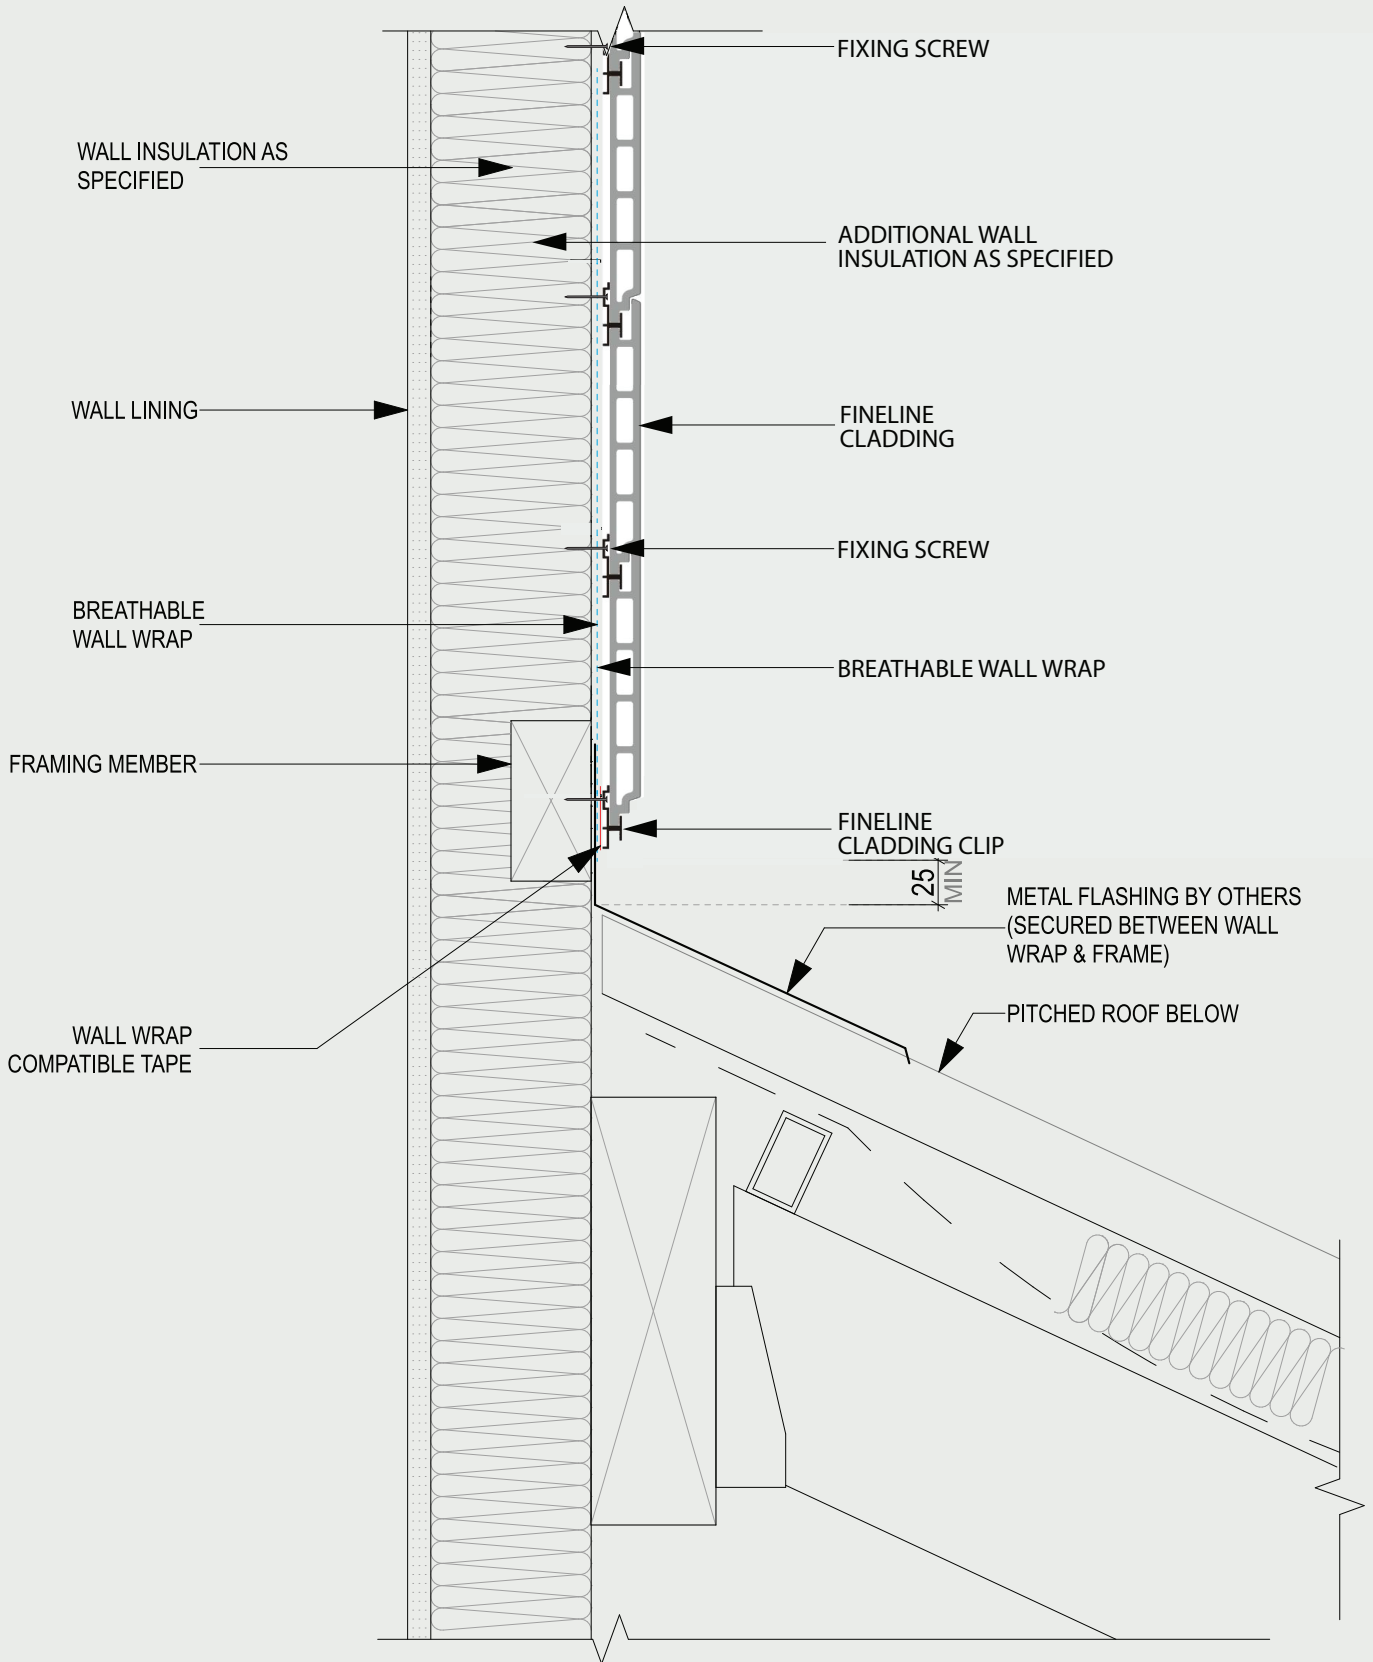 FIXING SCREW
WALL INSULATION AS
SPECIFIED
ADDITIONAL WALL
INSULATION AS SPECIFIED
WALL LINING
FINELINE
CLADDING
FIXING SCREW
BREATHABLE
WALL WRAP
BREATHABLE WALL WRAP
FRAMING MEMBER
FINELINE
CLADDING CLIP
25
MIN
METAL FLASHING BY OTHERS
(SECURED BETWEEN WALL
WRAP & FRAME)
PITCHED ROOF BELOW
WALL WRAP
COMPATIBLE TAPE